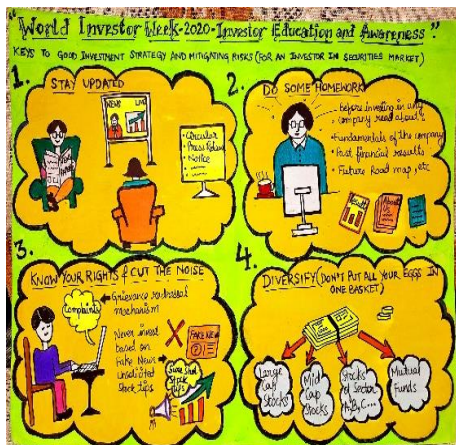 "World Investor Week-2020-Investor Education and Awareness"
KEYS TO GOOD INVESTMENT STRATEGY AND MITIGATING RISKS (FOR AN INVESTOR IN SECURITIES MARKET)
1.
STAY UPDATED
NEWS LIVE
• Circular
• Press Release
• Notice
2.
DO SOME HOMEWORK
before investing in any
company read about:
• Fundamentals of the company
• Past financial results
• Future Road map, etc
Results
3.
KNOW YOUR RIGHTS & CUT THE NOISE
Complaints
Grievance redressal
mechanism
Never invest
based on
Fake News
unsolicited
Stock tips
FAKE NEWS
Sure Shot
Stock
tips
4.
DIVERSIFY (DON'T PUT ALL YOUR EGGS IN
ONE BASKET)
Large
Cap
Stocks
Mid
Cap
Stocks
Stocks
of Sector
A,B,C...
Mutual
Funds